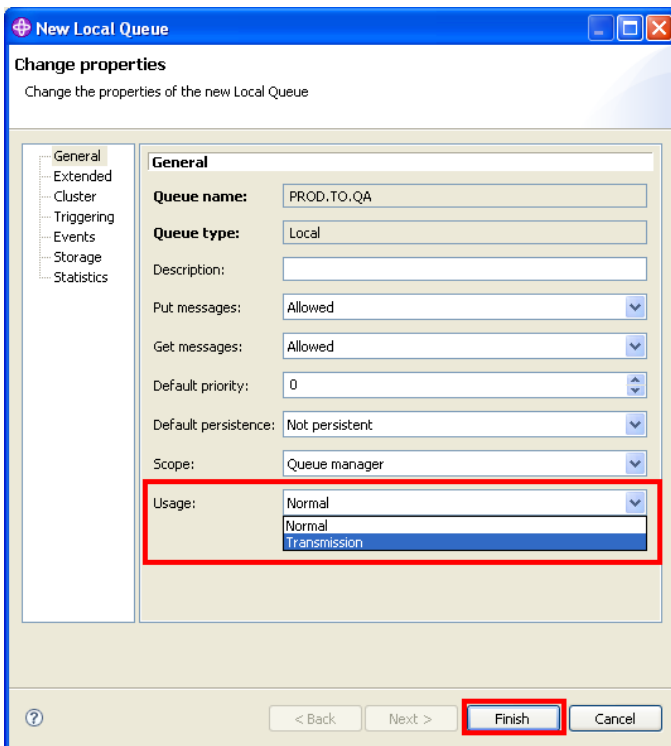 New Local Queue
Change properties
Change the properties of the new Local Queue
General
Extended
Cluster
Triggering
Events
Storage
Statistics
General
Queue name: PROD.TO.QA
Queue type: Local
Description:
Put messages: Allowed
Get messages: Allowed
Default priority: 0
Default persistence: Not persistent
Scope: Queue manager
Usage: Normal
Normal
Transmission
? < Back Next > Finish Cancel